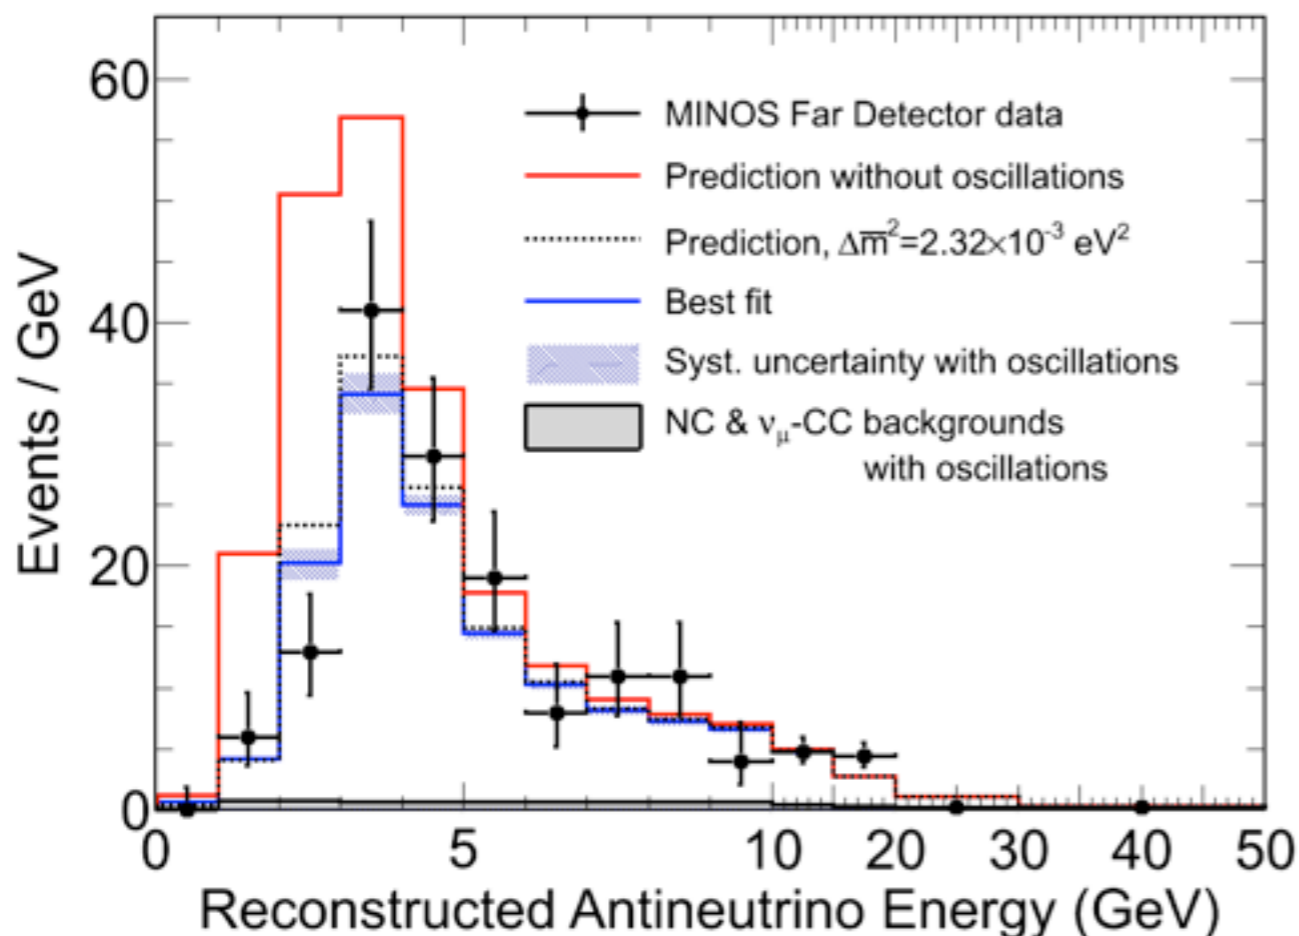 60
40
20
0
Events / GeV
MINOS Far Detector data
Prediction without oscillations
Prediction, Δm̅²=2.32×10⁻³ eV²
Best fit
Syst. uncertainty with oscillations
NC & νμ-CC backgrounds
with oscillations
0 5 10 20 30 40 50
Reconstructed Antineutrino Energy (GeV)